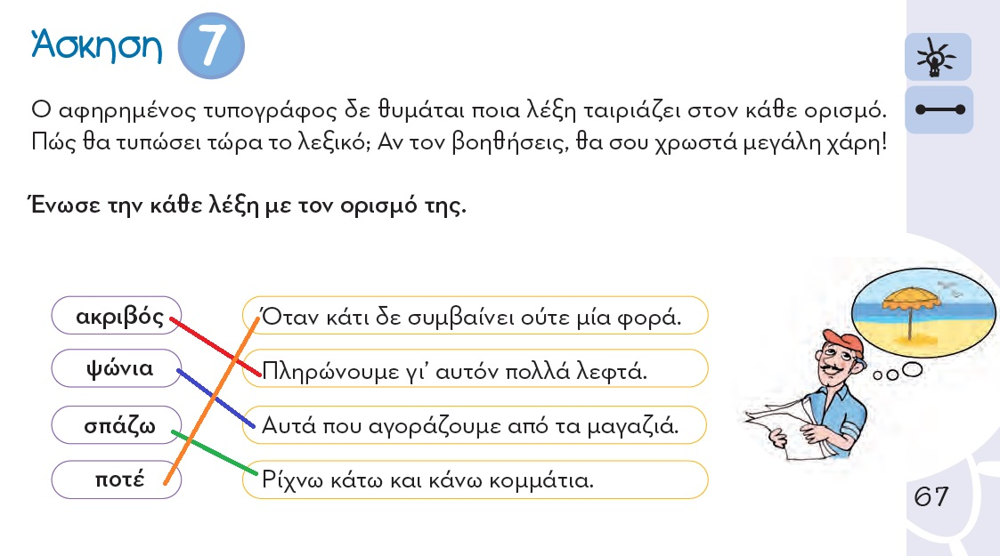 Άσκηση 7
Ο αφηρημένος τυπογράφος δε θυμάται ποια λέξη ταιριάζει στον κάθε ορισμό.
Πώς θα τυπώσει τώρα το λεξικό; Αν τον βοηθήσεις, θα σου χρωστά μεγάλη χάρη!
Ένωσε την κάθε λέξη με τον ορισμό της.
ακριβός Όταν κάτι δε συμβαίνει ούτε μία φορά.
ψώνια Πληρώνουμε γι’ αυτόν πολλά λεφτά.
σπάζω Αυτά που αγοράζουμε από τα μαγαζιά.
ποτέ Ρίχνω κάτω και κάνω κομμάτια.
67